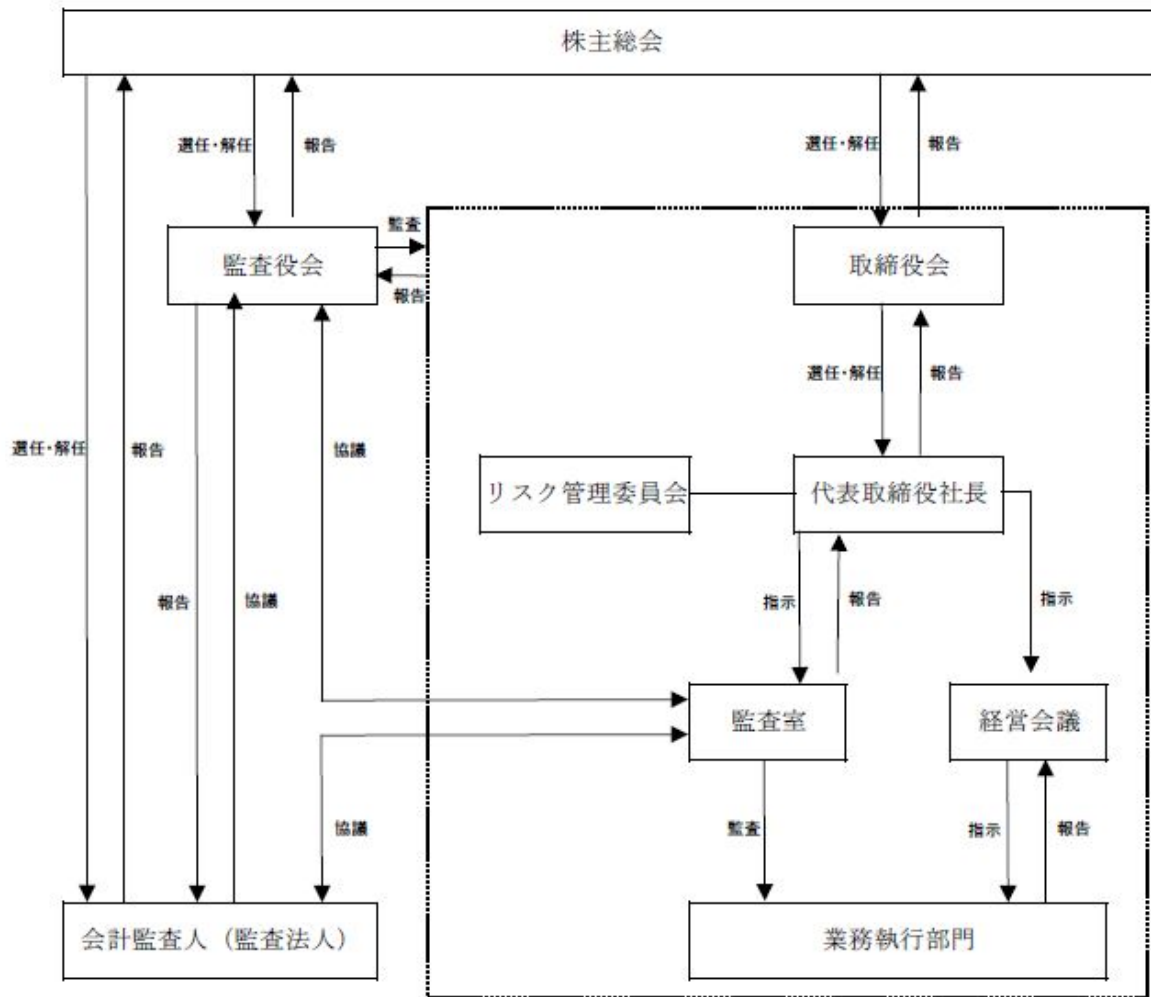 株主総会
選任・解任
報告
選任・解任
報告
監査
監査役会
報告
取締役会
選任・解任
報告
選任・解任
報告
協議
リスク管理委員会
代表取締役社長
報告
協議
指示
報告
指示
監査室
経営会議
協議
監査
指示
報告
会計監査人(監査法人)
業務執行部門